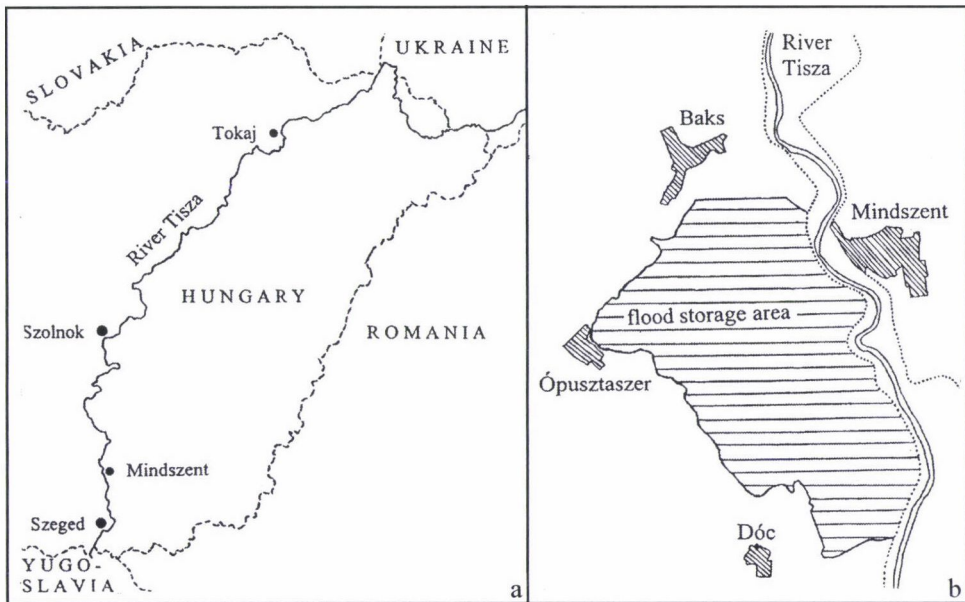 SLOVAKIA
UKRAINE
Tokaj
River Tisza
HUNGARY
ROMANIA
Szolnok
Mindszent
Szeged
YUGO-
SLAVIA
a
River
Tisza
Baks
Mindszent
flood storage area
Ópusztaszer
Dóc
b